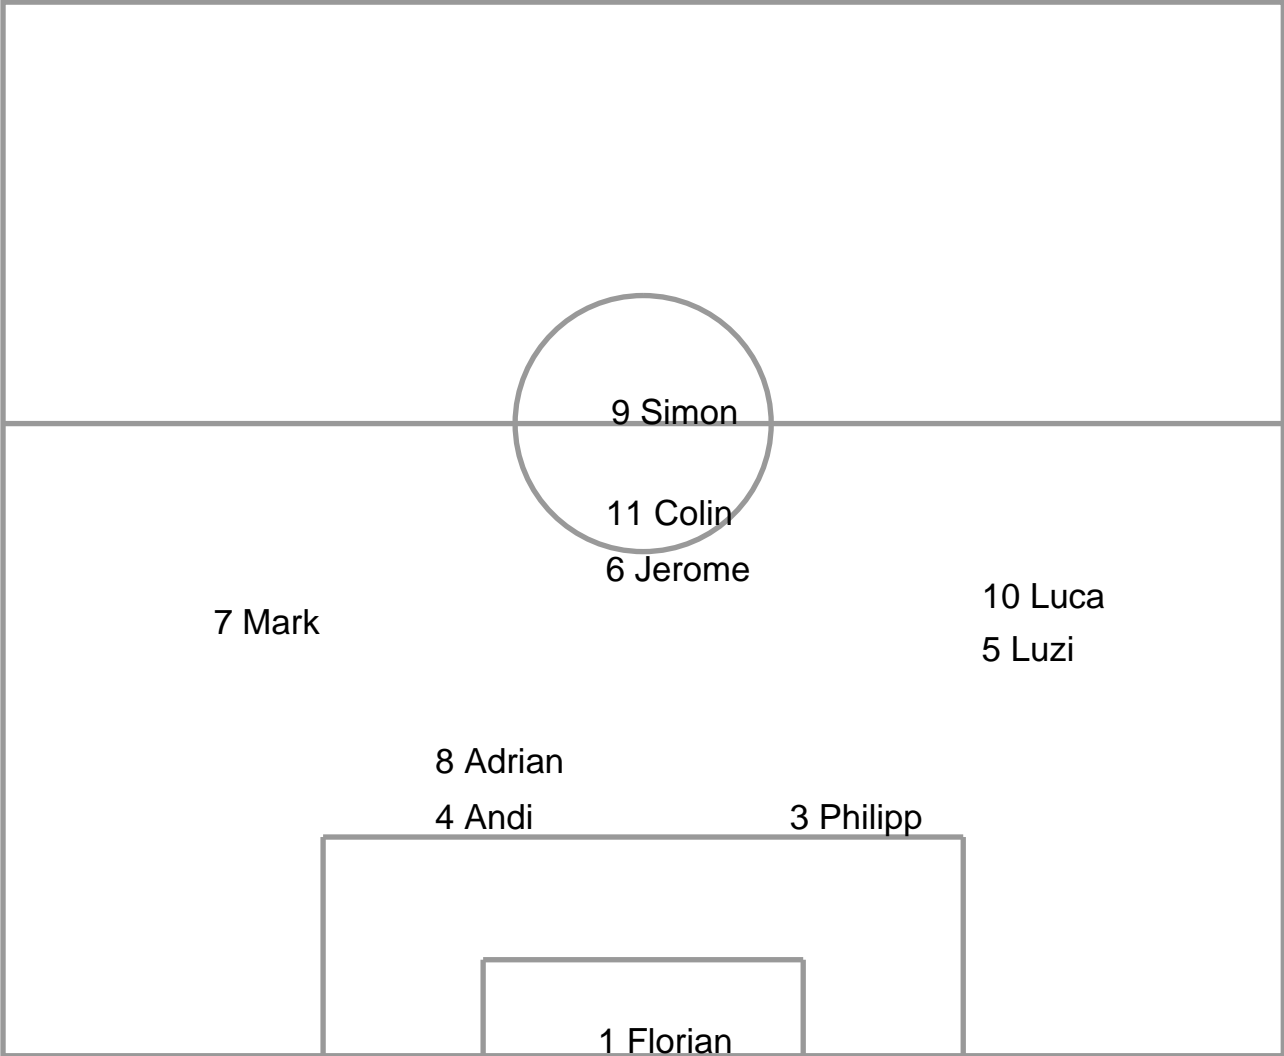 9 Simon
11 Colin
6 Jerome
10 Luca
7 Mark
5 Luzi
8 Adrian
4 Andi
3 Philipp
1 Florian